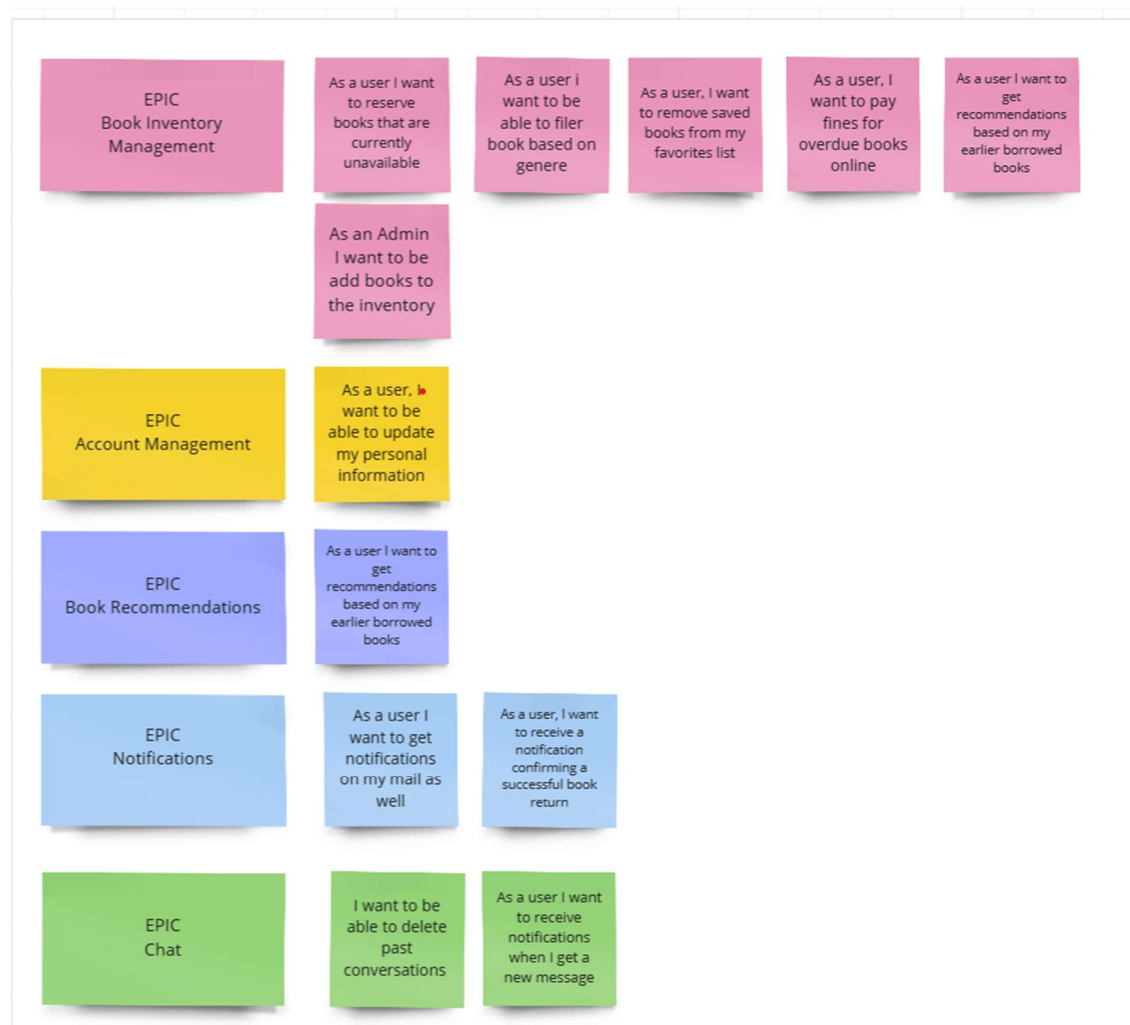 EPIC
Book Inventory
Management
As a user I want
to reserve
books that are
currently
unavailable
As a user i
want to be
able to filer
book based on
genere
As a user, I want
to remove saved
books from my
favorites list
As a user, I
want to pay
fines for
overdue books
online
As a user I want to
get
recommendations
based on my
earlier borrowed
books
As an Admin
I want to be
add books to
the inventory
EPIC
Account Management
As a user, I
want to be
able to update
my personal
information
EPIC
Book Recommendations
As a user I want to
get
recommendations
based on my
earlier borrowed
books
EPIC
Notifications
As a user I
want to get
notifications
on my mail as
well
As a user, I want
to receive a
notification
confirming a
successful book
return
EPIC
Chat
I want to be
able to delete
past
conversations
As a user I want
to receive
notifications
when I get a
new message